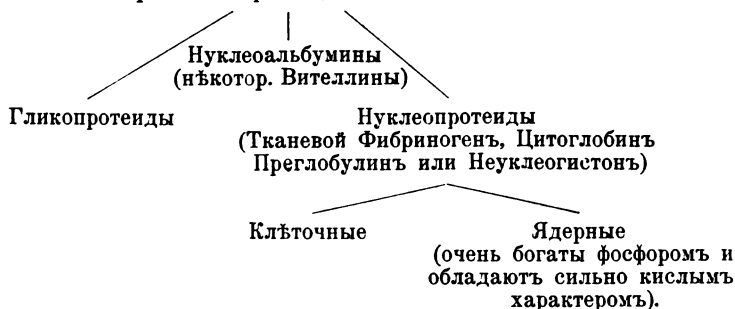 Нуклеоальбумины
(нѣкотор. Вителлины)
Гликопротеиды
Нуклеопротеиды
(Тканевой Фибриногенъ, Цитоглобинъ
Преглобулинъ или Неуклеогистонъ)
Клѣточные
Ядерные
(очень богаты фосфоромъ и
обладаютъ сильно кислымъ
характеромъ).